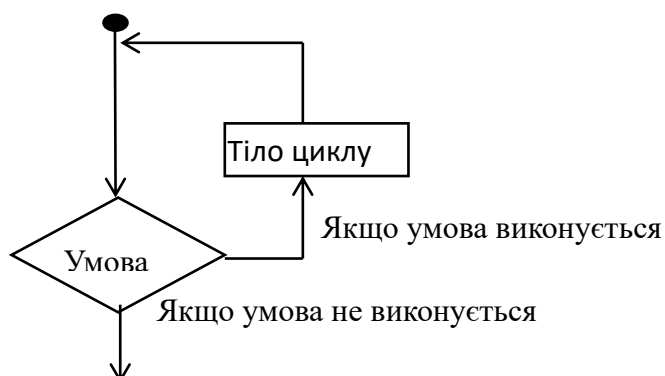 Тіло циклу
Якщо умова виконується
Умова
Якщо умова не виконується